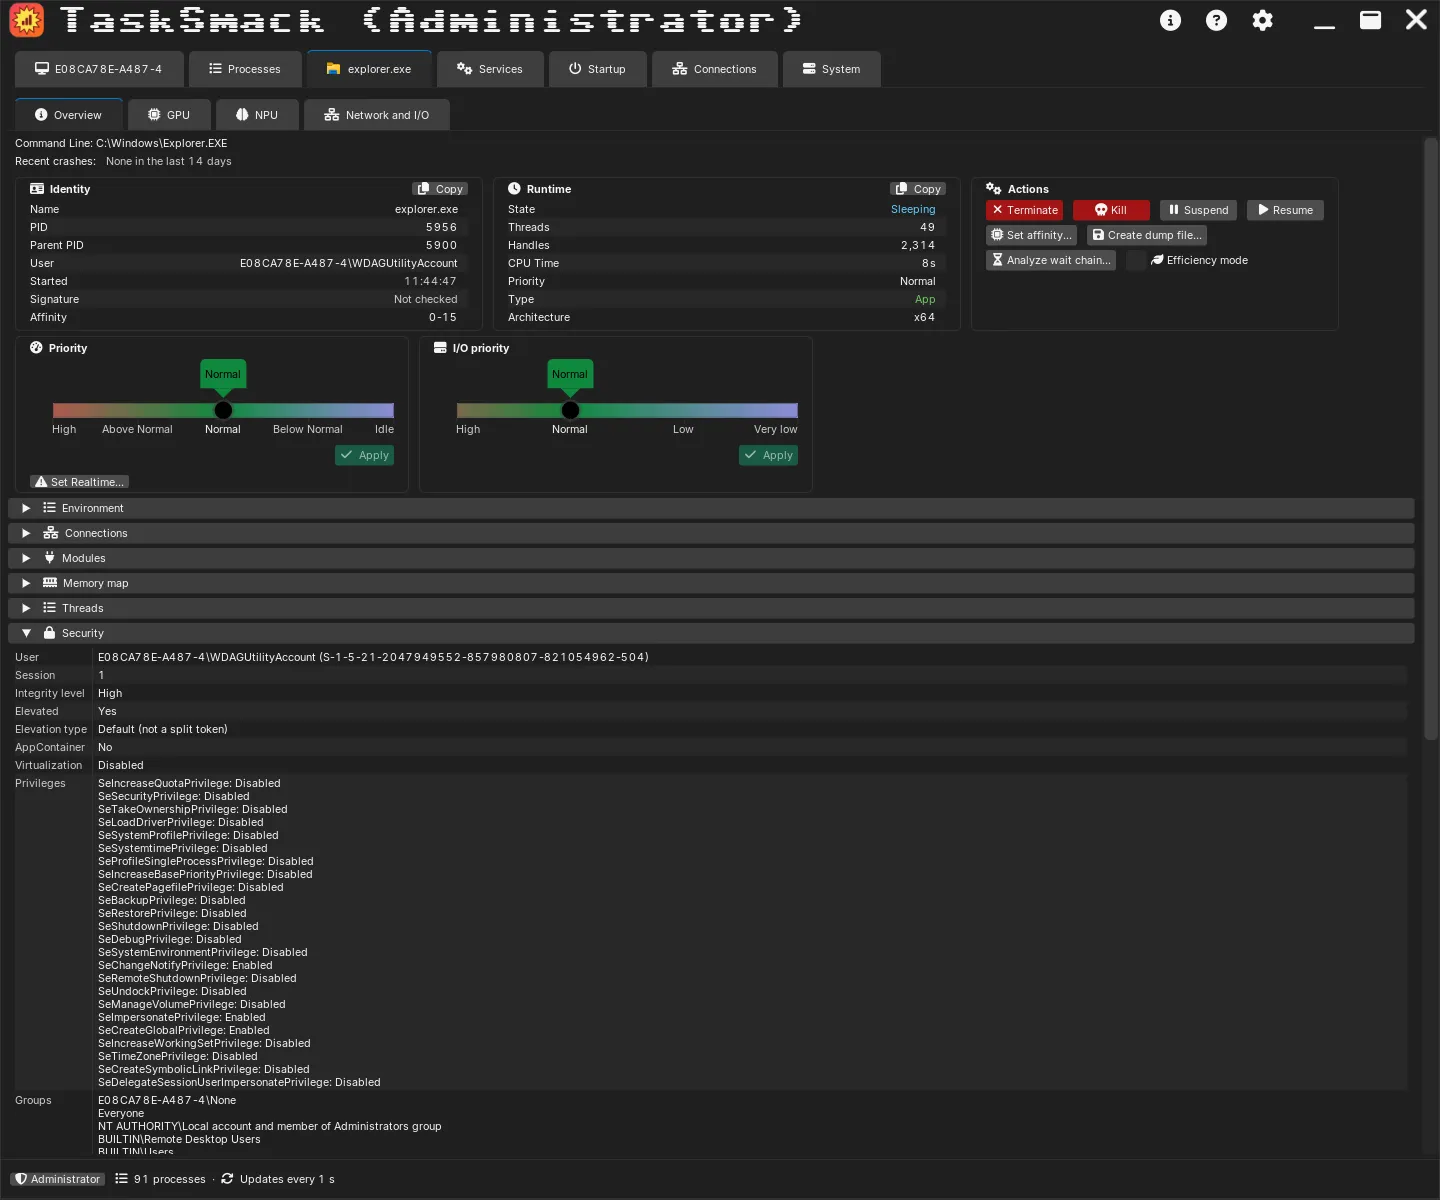 TaskSmack (Administrator)
E08CA78E-A487-4 Processes explorer.exe Services Startup Connections System
Overview GPU NPU Network and I/O
Command Line: C:\Windows\Explorer.EXE
Recent crashes: None in the last 14 days
Identity Copy
Name explorer.exe
PID 5956
Parent PID 5900
User E08CA78E-A487-4\WDAGUtilityAccount
Started 11:44:47
Signature Not checked
Affinity 0-15
Runtime Copy
State Sleeping
Threads 49
Handles 2,314
CPU Time 8s
Priority Normal
Type App
Architecture x64
Actions
Terminate Kill Suspend Resume
Set affinity... Create dump file...
Analyze wait chain... Efficiency mode
Priority
Normal
High Above Normal Normal Below Normal Idle
Apply
Set Realtime...
I/O priority
Normal
High Normal Low Very low
Apply
Environment
Connections
Modules
Memory map
Threads
Security
User E08CA78E-A487-4\WDAGUtilityAccount (S-1-5-21-2047949552-857980807-821054962-504)
Session 1
Integrity level High
Elevated Yes
Elevation type Default (not a split token)
AppContainer No
Virtualization Disabled
Privileges SeIncreaseQuotaPrivilege: Disabled
SeSecurityPrivilege: Disabled
SeTakeOwnershipPrivilege: Disabled
SeLoadDriverPrivilege: Disabled
SeSystemProfilePrivilege: Disabled
SeSystemtimePrivilege: Disabled
SeProfileSingleProcessPrivilege: Disabled
SeIncreaseBasePriorityPrivilege: Disabled
SeCreatePagefilePrivilege: Disabled
SeBackupPrivilege: Disabled
SeRestorePrivilege: Disabled
SeShutdownPrivilege: Disabled
SeDebugPrivilege: Disabled
SeSystemEnvironmentPrivilege: Disabled
SeChangeNotifyPrivilege: Enabled
SeRemoteShutdownPrivilege: Disabled
SeUndockPrivilege: Disabled
SeManageVolumePrivilege: Disabled
SeImpersonatePrivilege: Enabled
SeCreateGlobalPrivilege: Enabled
SeIncreaseWorkingSetPrivilege: Disabled
SeTimeZonePrivilege: Disabled
SeCreateSymbolicLinkPrivilege: Disabled
SeDelegateSessionUserImpersonatePrivilege: Disabled
Groups E08CA78E-A487-4\None
Everyone
NT AUTHORITY\Local account and member of Administrators group
BUILTIN\Remote Desktop Users
BUILTIN\Users
Administrator 91 processes · Updates every 1 s